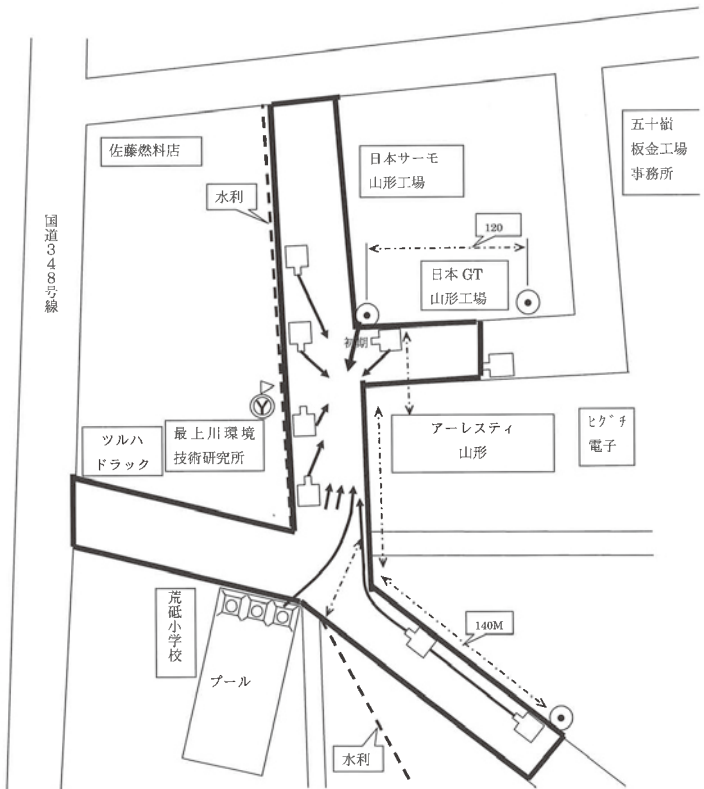 佐藤燃料店
水利
国道348号線
日本サーモ
山形工場
五十嶺
板金工場
事務所
120
日本 GT
山形工場
初期
Y
ツルハ
ドラック
最上川環境
技術研究所
アーレスティ
山形
ヒグチ
電子
荒砥小学校
プール
140M
水利